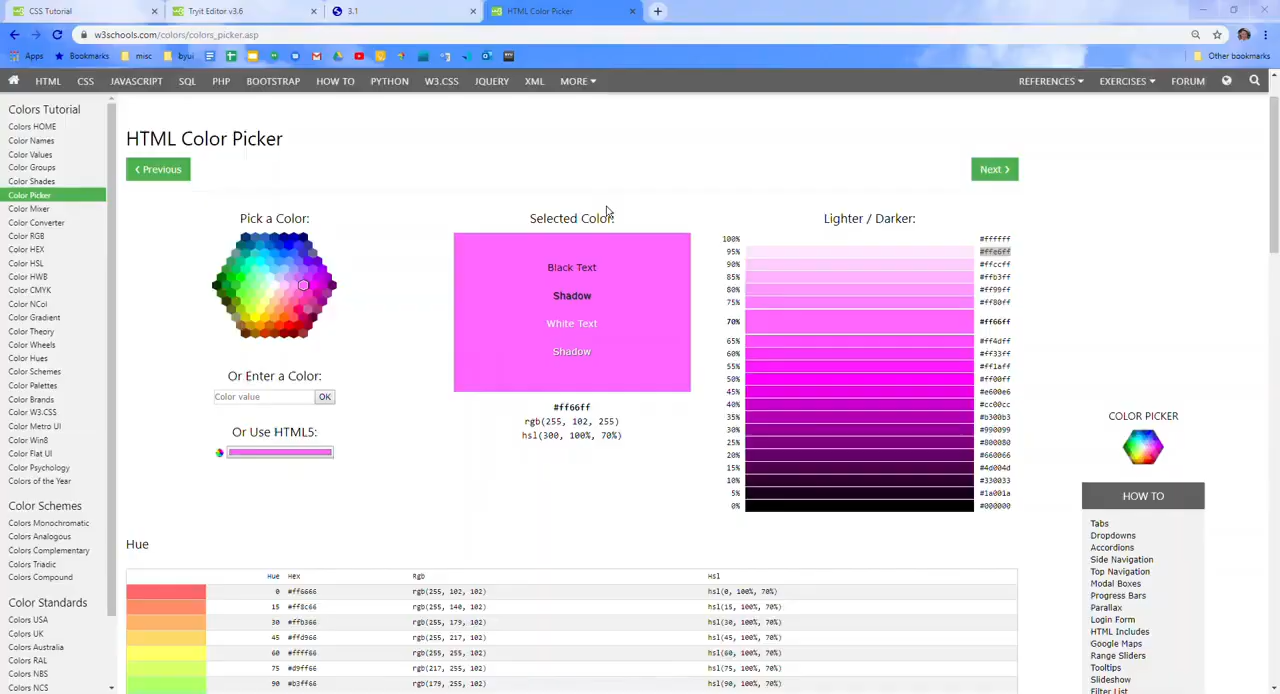 CSS Tutorial
Tryit Editor v3.6
3.1
HTML Color Picker
w3schools.com/colors/colors_picker.asp
Apps
Bookmarks
misc
byui
Other bookmarks
HTML CSS JAVASCRIPT SQL PHP BOOTSTRAP HOW TO PYTHON W3.CSS JQUERY XML MORE REFERENCES EXERCISES FORUM
Colors Tutorial
Colors HOME
Color Names
Color Values
Color Groups
Color Shades
Color Picker
Color Mixer
Color Converter
Color RGB
Color HEX
Color HSL
Color HWB
Color CMYK
Color NCol
Color Gradient
Color Theory
Color Wheels
Color Hues
Color Schemes
Color Palettes
Color Brands
Color W3.CSS
Color Metro UI
Color Win8
Color Flat UI
Color Psychology
Colors of the Year
Color Schemes
Colors Monochromatic
Colors Analogous
Colors Complementary
Colors Triadic
Colors Compound
Color Standards
Colors USA
Colors UK
Colors Australia
Colors RAL
Colors NBS
Colors NCS
HTML Color Picker
❮ Previous
Next ❯
Pick a Color:
Or Enter a Color:
Color value
OK
Or Use HTML5:
Selected Color:
Black Text
Shadow
White Text
Shadow
#ff66ff
rgb(255, 102, 255)
hsl(300, 100%, 70%)
Lighter / Darker:
100% #ffffff
95% #ffe6ff
90% #ffccff
85% #ffb3ff
80% #ff99ff
75% #ff80ff
70% #ff66ff
65% #ff4dff
60% #ff33ff
55% #ff1aff
50% #ff00ff
45% #e600e6
40% #cc00cc
35% #b300b3
30% #990099
25% #800080
20% #660066
15% #4d004d
10% #330033
5% #1a001a
0% #000000
Hue
Hue Hex Rgb Hsl
0 #ff6666 rgb(255, 102, 102) hsl(0, 100%, 70%)
15 #ff8c66 rgb(255, 140, 102) hsl(15, 100%, 70%)
30 #ffb366 rgb(255, 179, 102) hsl(30, 100%, 70%)
45 #ffd966 rgb(255, 217, 102) hsl(45, 100%, 70%)
60 #ffff66 rgb(255, 255, 102) hsl(60, 100%, 70%)
75 #d9ff66 rgb(217, 255, 102) hsl(75, 100%, 70%)
90 #b3ff66 rgb(179, 255, 102) hsl(90, 100%, 70%)
COLOR PICKER
HOW TO
Tabs
Dropdowns
Accordions
Side Navigation
Top Navigation
Modal Boxes
Progress Bars
Parallax
Login Form
HTML Includes
Google Maps
Range Sliders
Tooltips
Slideshow
Filter List